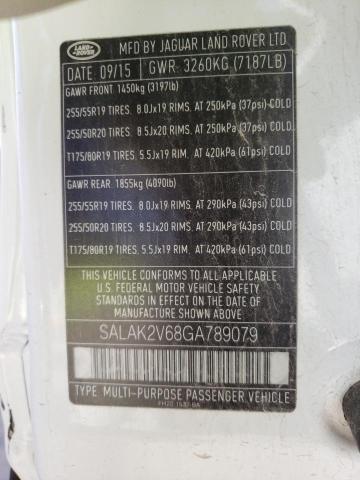 LAND ROVER
MFD BY JAGUAR LAND ROVER LTD
DATE 09/15 GWR 3260KG (7187LB)
GAWR FRONT 1450kg (3197lb)
255/55R19 TIRES. 8.0Jx19 RIMS. AT 250kPa (37psi) COLD
255/50R20 TIRES. 8.5Jx20 RIMS. AT 250kPa (37psi) COLD
T175/80R19 TIRES. 5.5Jx19 RIM. AT 420kPa (61psi) COLD
GAWR REAR 1855kg (4090lb)
255/55R19 TIRES. 8.0Jx19 RIMS. AT 290kPa (43psi) COLD
255/50R20 TIRES. 8.5Jx20 RIMS. AT 290kPa (43psi) COLD
T175/80R19 TIRES. 5.5Jx19 RIM. AT 420kPa (61psi) COLD
THIS VEHICLE CONFORMS TO ALL APPLICABLE
U.S. FEDERAL MOTOR VEHICLE SAFETY
STANDARDS IN EFFECT ON THE DATE OF
MANUFACTURE SHOWN ABOVE
SALAK2V68GA789079
TYPE. MULTI-PURPOSE PASSENGER VEHICLE